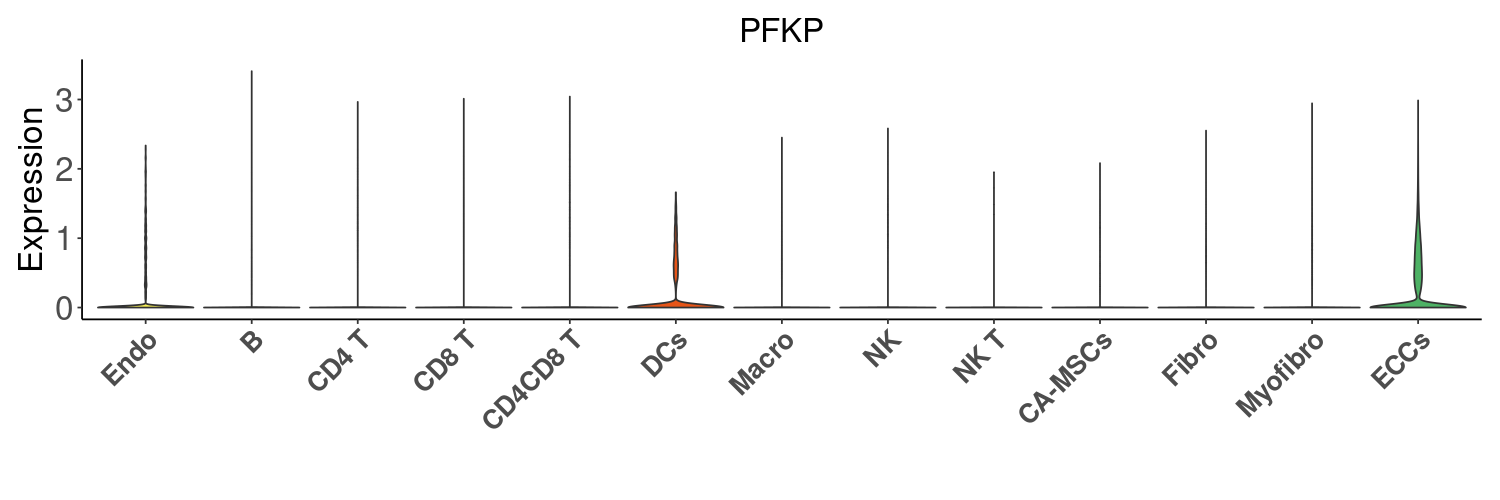 PFKP
Expression
3
2
1
0
Endo
B
CD4 T
CD8 T
CD4CD8 T
DCs
Macro
NK
NK T
CA-MSCs
Fibro
Myofibro
ECCs